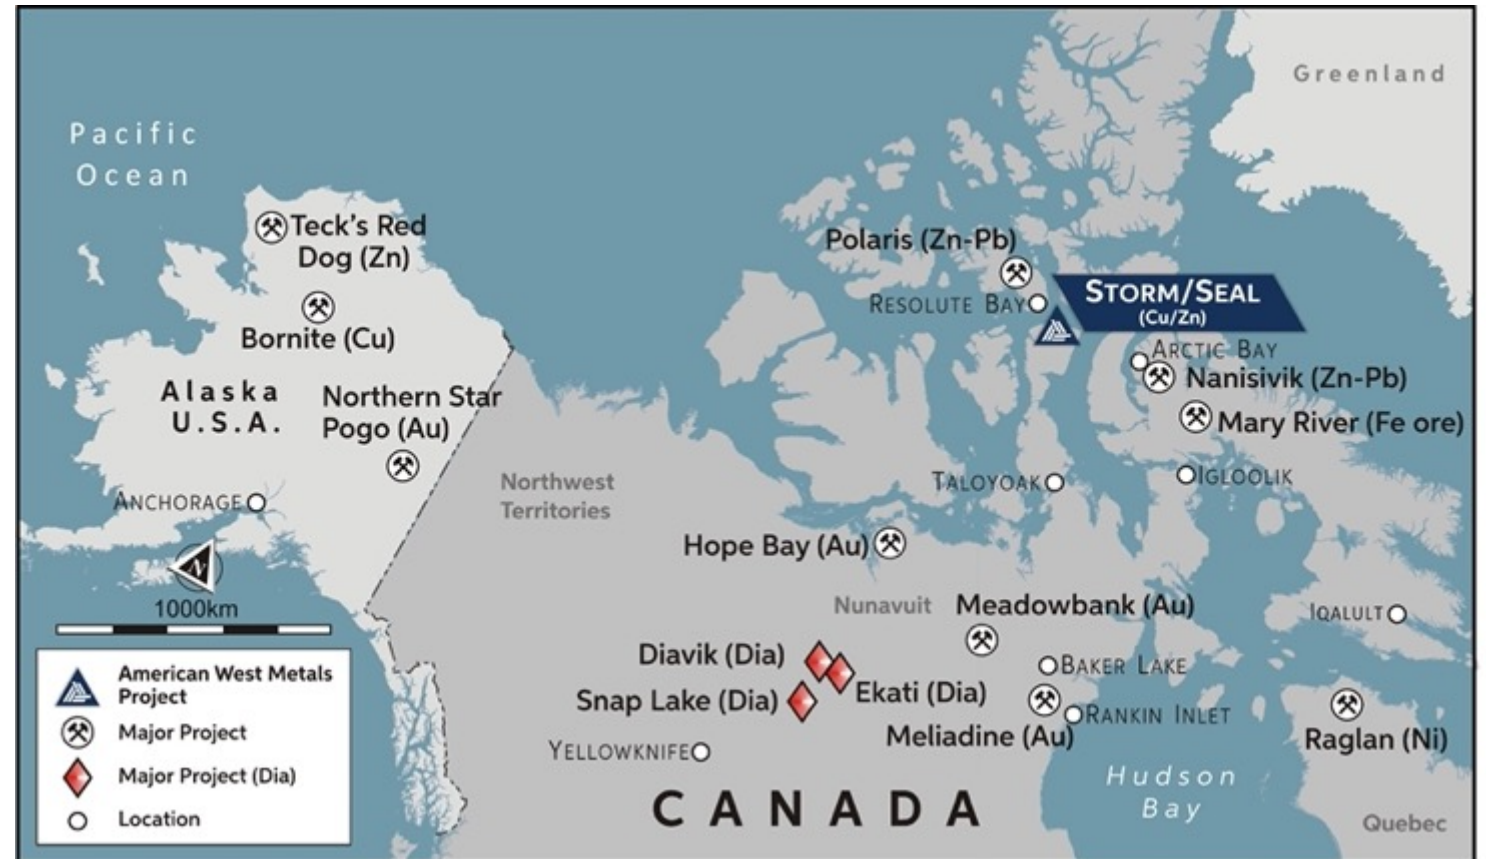 Greenland
Pacific
Ocean
Teck's Red
Dog (Zn)
Polaris (Zn-Pb)
STORM/SEAL
(Cu/Zn)
RESOLUTE BAY
Bornite (Cu)
ARCTIC BAY
Nanisivik (Zn-Pb)
Alaska
U.S.A.
Northern Star
Pogo (Au)
Mary River (Fe ore)
Northwest
Territories
TALOYOAK
IGLOOLIK
ANCHORAGE
Hope Bay (Au)
N
1000km
Nunavuit
Meadowbank (Au)
IQALULT
Diavik (Dia)
BAKER LAKE
Ekati (Dia)
Snap Lake (Dia)
RANKIN INLET
Meliadine (Au)
Raglan (Ni)
YELLOWKNIFE
Hudson
Bay
CANADA
Quebec
American West Metals
Project
Major Project
Major Project (Dia)
Location